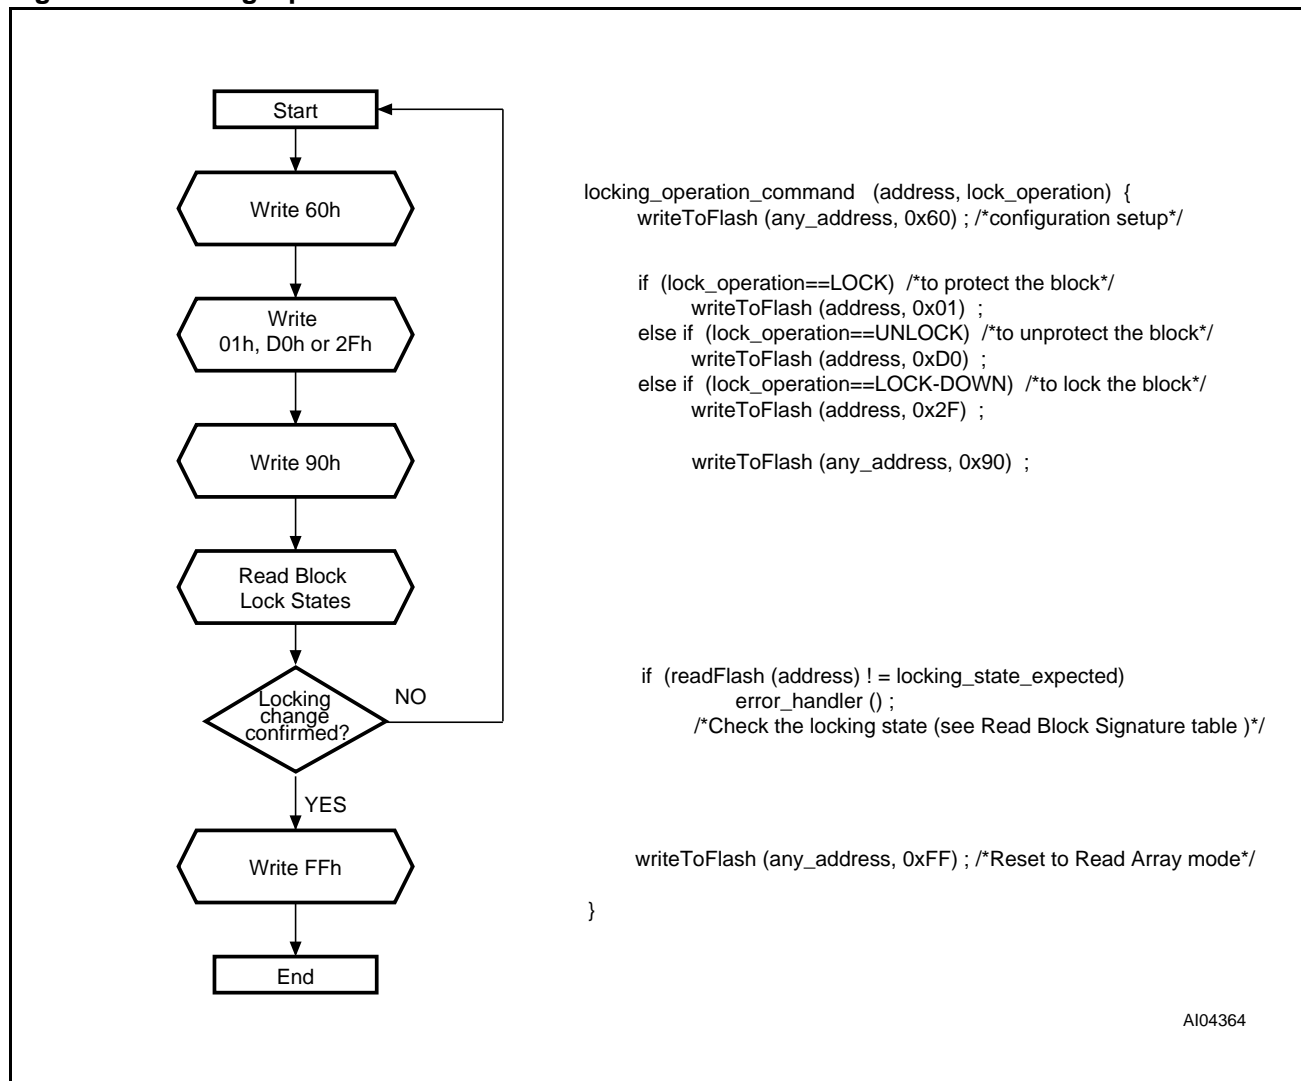 Start
Write 60h
Write
01h, D0h or 2Fh
Write 90h
Read Block
Lock States
Locking
change
confirmed?
NO
YES
Write FFh
End
locking_operation_command (address, lock_operation) {
writeToFlash (any_address, 0x60) ; /*configuration setup*/
if (lock_operation==LOCK) /*to protect the block*/
writeToFlash (address, 0x01) ;
else if (lock_operation==UNLOCK) /*to unprotect the block*/
writeToFlash (address, 0xD0) ;
else if (lock_operation==LOCK-DOWN) /*to lock the block*/
writeToFlash (address, 0x2F) ;
writeToFlash (any_address, 0x90) ;
if (readFlash (address) ! = locking_state_expected)
error_handler () ;
/*Check the locking state (see Read Block Signature table )*/
writeToFlash (any_address, 0xFF) ; /*Reset to Read Array mode*/
}
AI04364